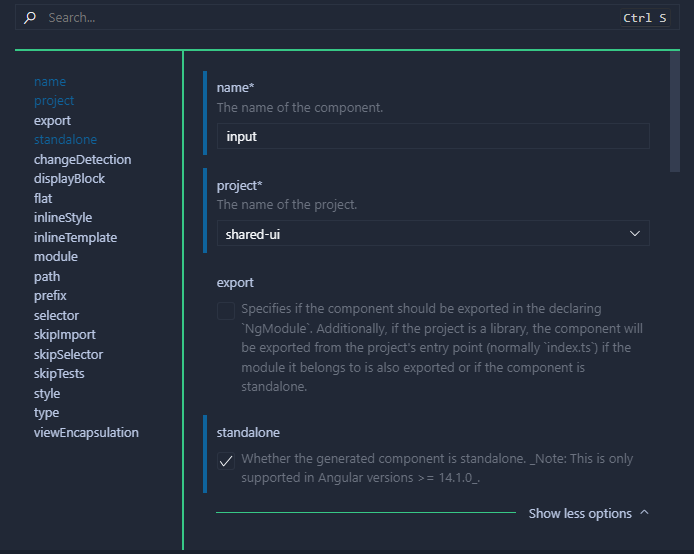 Search...
Ctrl S
name
project
export
standalone
changeDetection
displayBlock
flat
inlineStyle
inlineTemplate
module
path
prefix
selector
skipImport
skipSelector
skipTests
style
type
viewEncapsulation
name*
The name of the component.
input
project*
The name of the project.
shared-ui
export
Specifies if the component should be exported in the declaring
`NgModule`. Additionally, if the project is a library, the component will
be exported from the project's entry point (normally `index.ts`) if the
module it belongs to is also exported or if the component is
standalone.
standalone
Whether the generated component is standalone. _Note: This is only
supported in Angular versions >= 14.1.0_.
Show less options